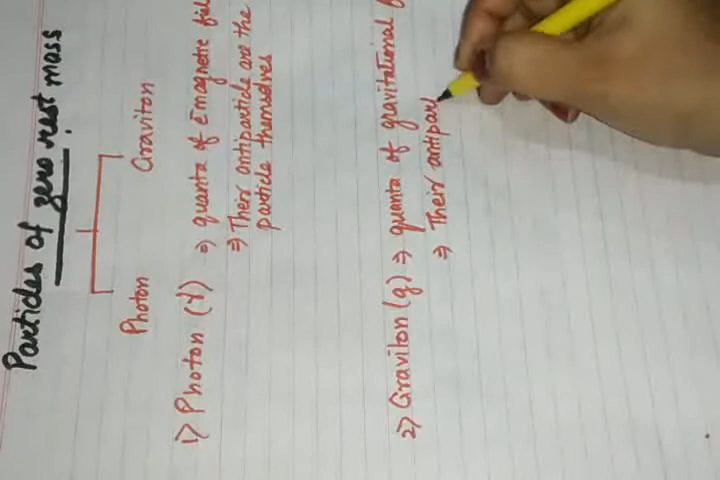 Particles of zero rest mass
Photon Graviton
1) Photon (γ) ⇒ quanta of Emagnetic
⇒ Their antiparticle are the
particle themselves
2) Graviton (g) ⇒ quanta of gravitational
⇒ Their antipart